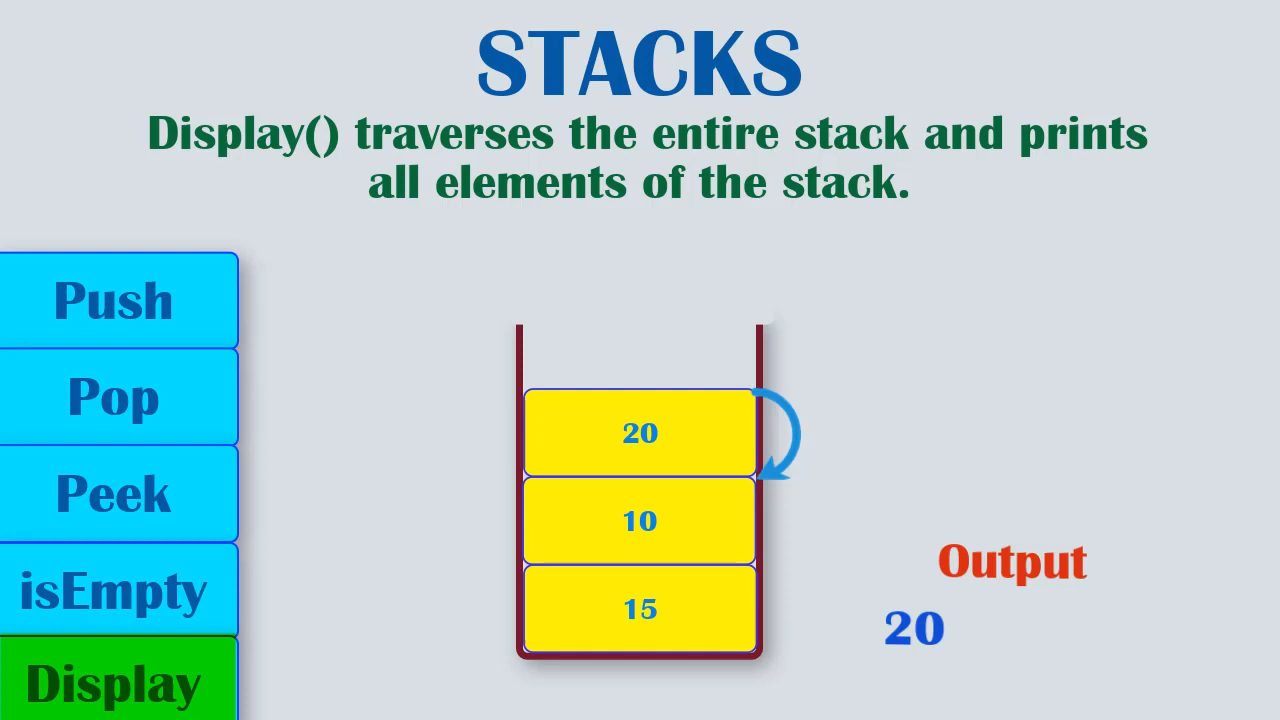 STACKS
Display() traverses the entire stack and prints
all elements of the stack.
Push
Pop
Peek
isEmpty
Display
20
10
15
Output
20